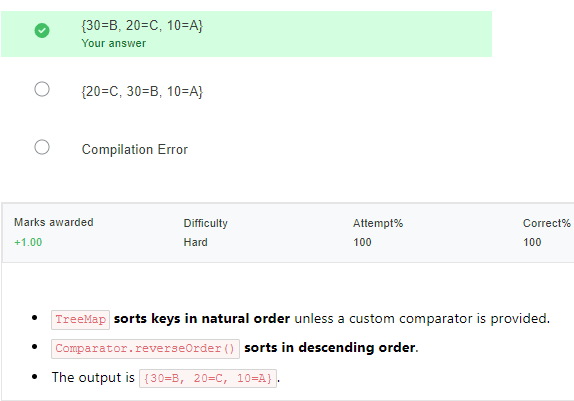 {30=B, 20=C, 10=A}
Your answer
{20=C, 30=B, 10=A}
Compilation Error
Marks awarded Difficulty Attempt% Correct%
+1.00 Hard 100 100
• TreeMap sorts keys in natural order unless a custom comparator is provided.
• Comparator.reverseOrder() sorts in descending order.
• The output is {30=B, 20=C, 10=A}.